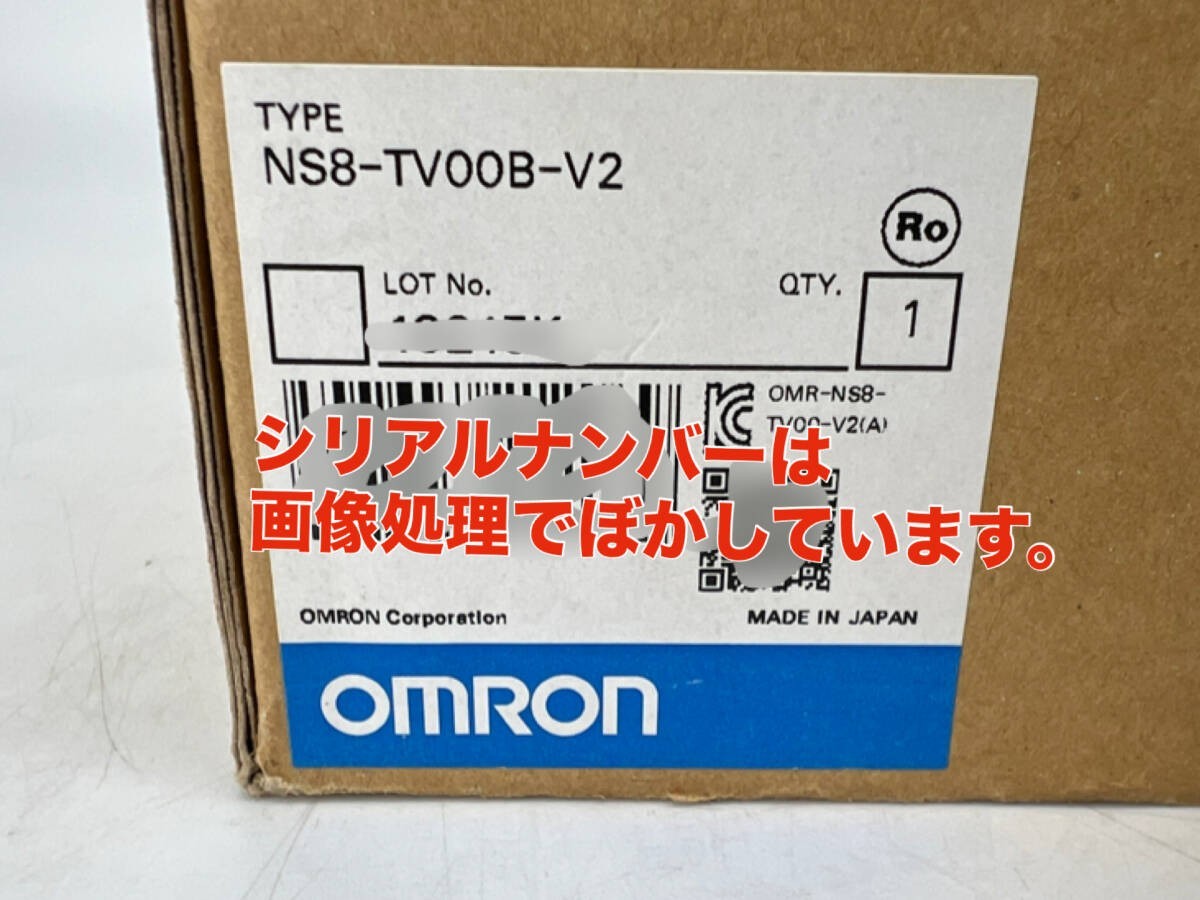 TYPE
NS8-TV00B-V2
Ro
LOT No.
QTY.
1
OMR-NS8-
TV00-V2(A)
シリアルナンバーは
画像処理でぼかしています。
OMRON Corporation
MADE IN JAPAN
OMRON